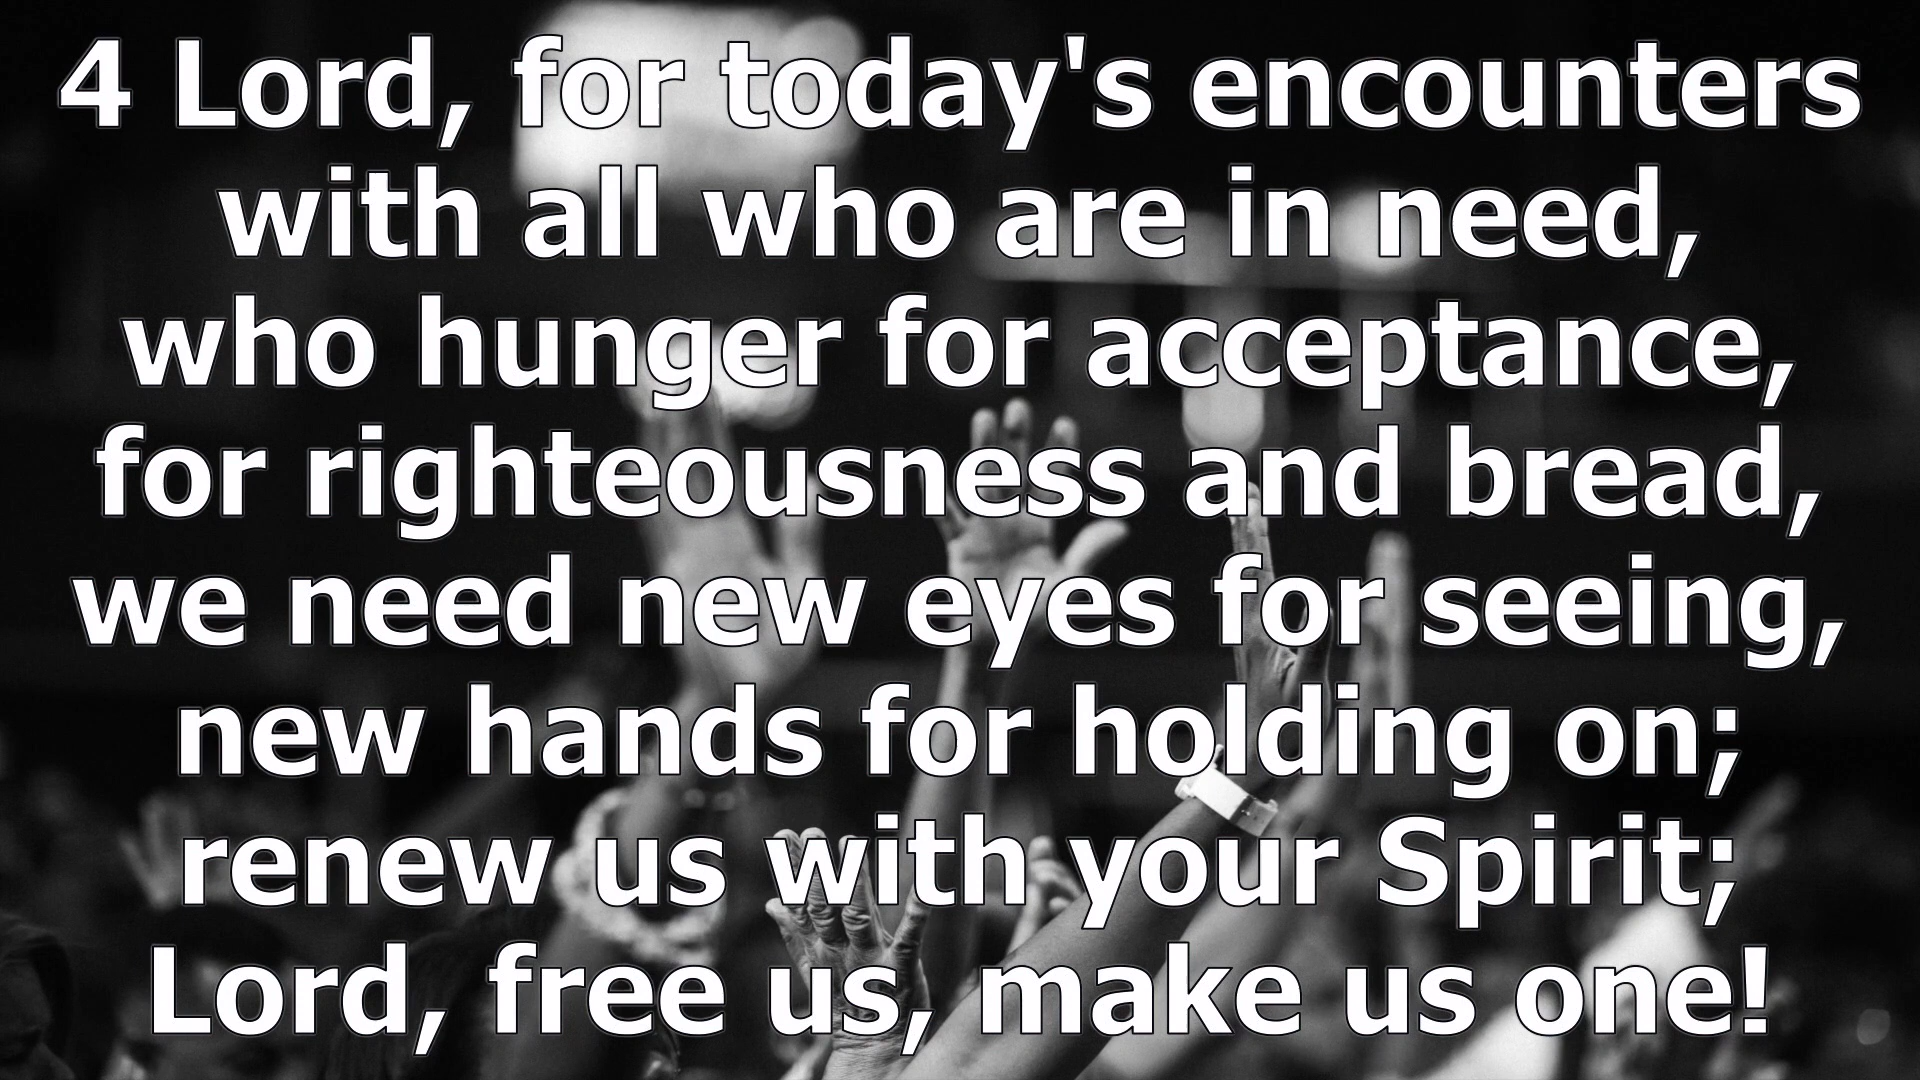 4 Lord, for today's encounters
with all who are in need,
who hunger for acceptance,
for righteousness and bread,
we need new eyes for seeing,
new hands for holding on;
renew us with your Spirit;
Lord, free us, make us one!